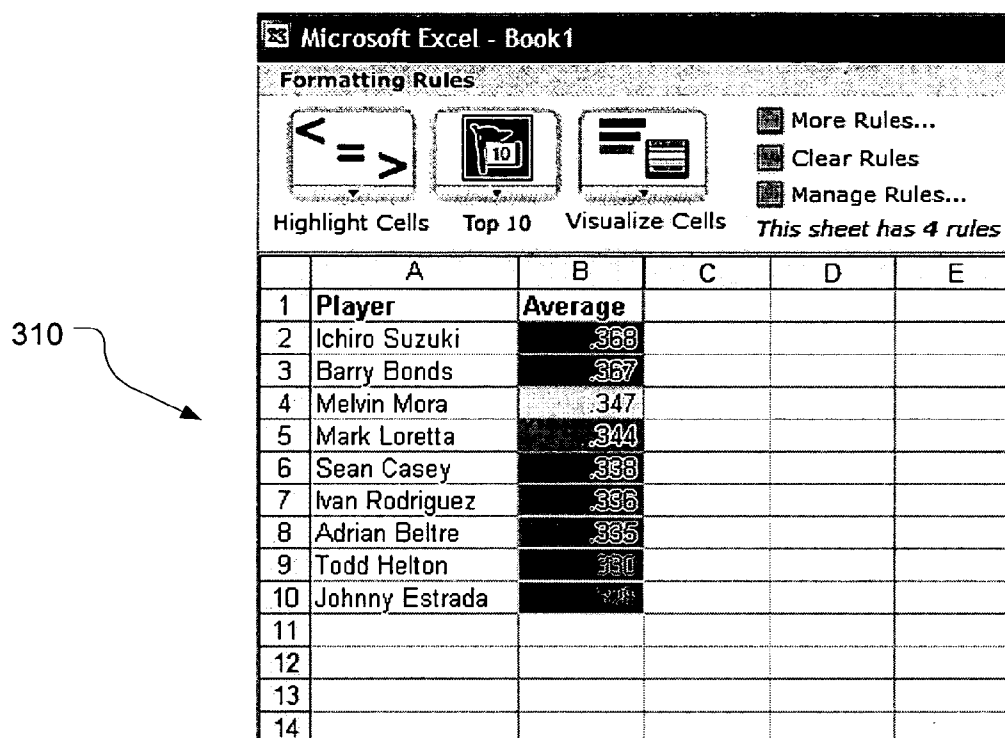 Microsoft Excel - Book1
Formatting Rules
< = >
10
Highlight Cells
Top 10
Visualize Cells
More Rules...
Clear Rules
Manage Rules...
This sheet has 4 rules
A B C D E
1 Player Average
2 Ichiro Suzuki .368
3 Barry Bonds .367
310
4 Melvin Mora .347
5 Mark Loretta .344
6 Sean Casey .338
7 Ivan Rodriguez .336
8 Adrian Beltre .335
9 Todd Helton .330
10 Johnny Estrada
11
12
13
14